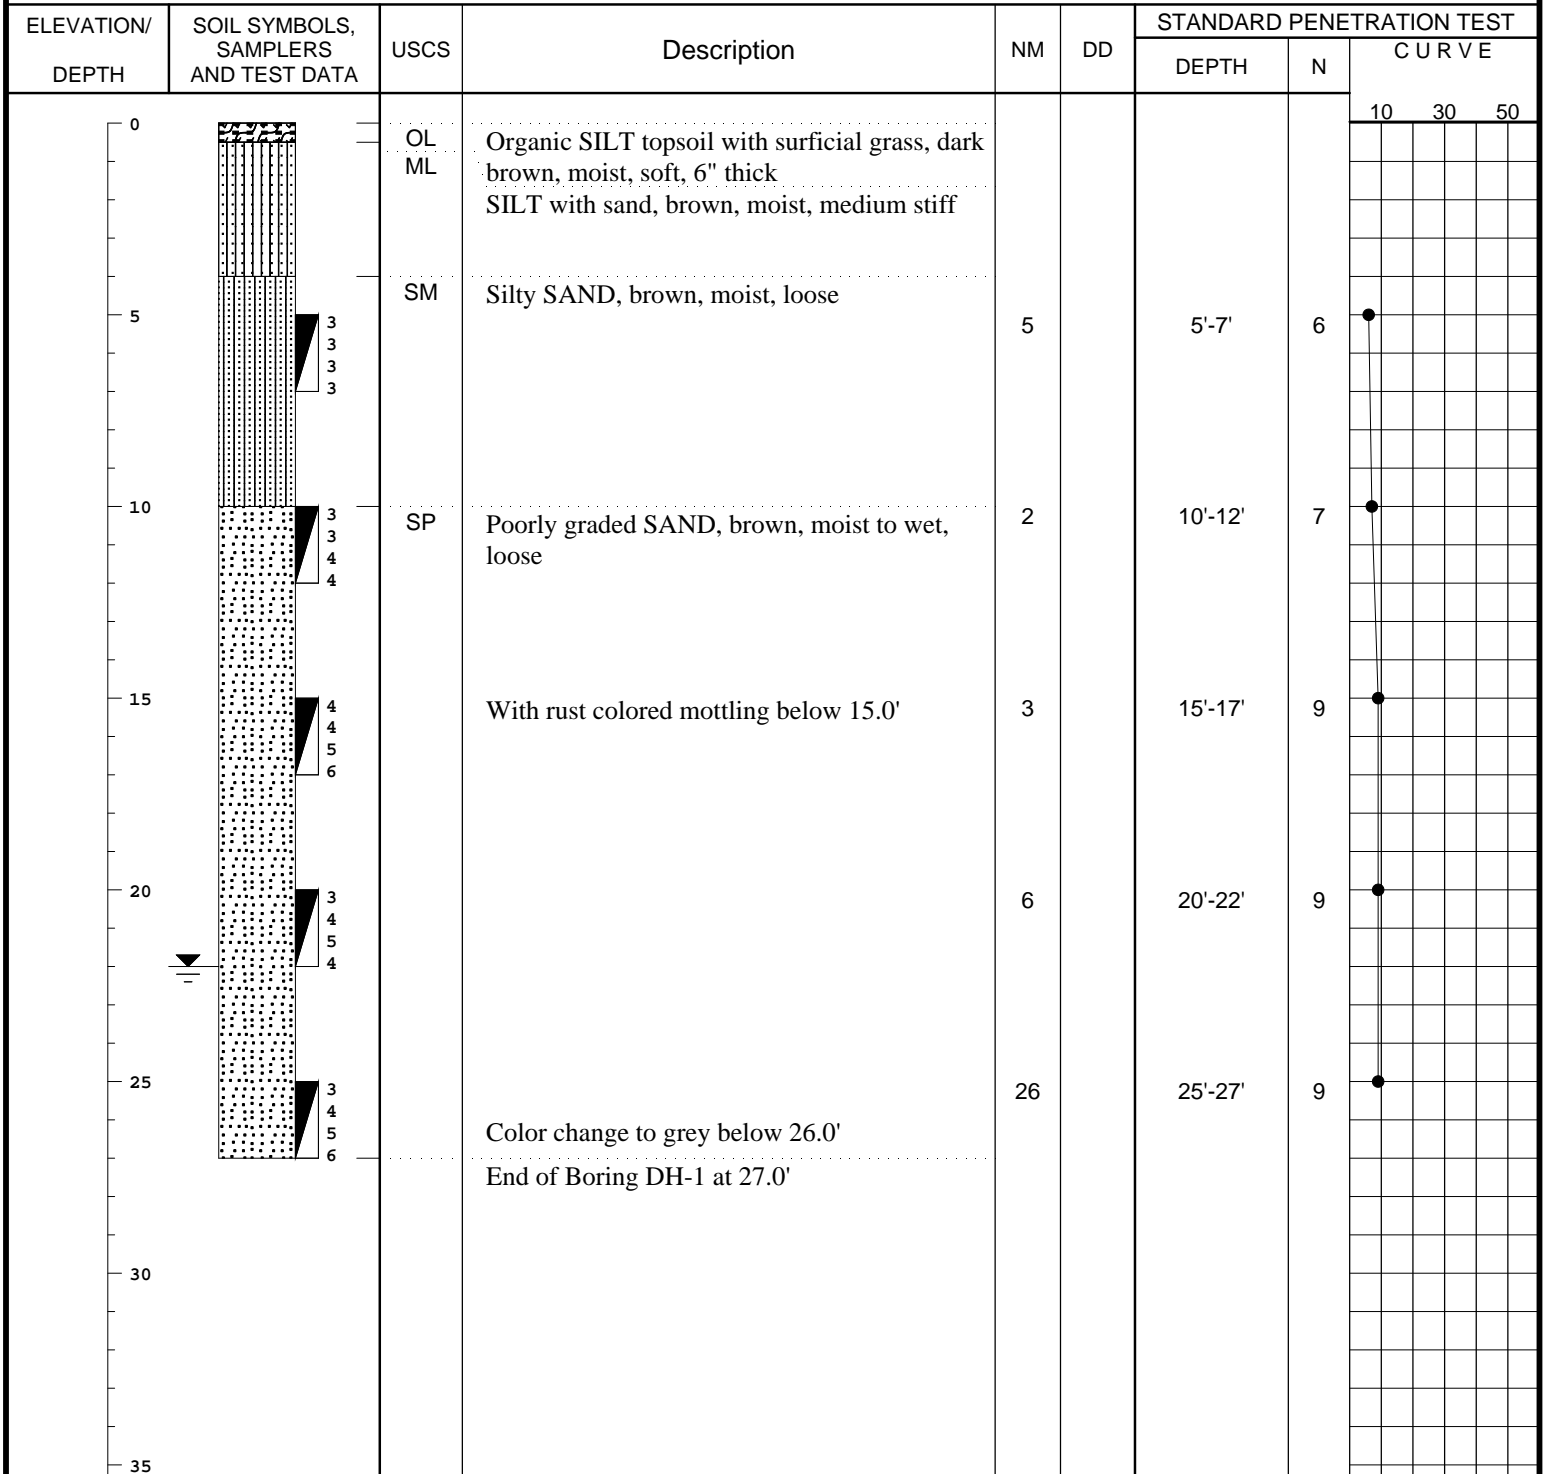 ELEVATION/
DEPTH
SOIL SYMBOLS,
SAMPLERS
AND TEST DATA
USCS
Description
NM
DD
STANDARD PENETRATION TEST
DEPTH
N
CURVE
10 30 50
0
OL
Organic SILT topsoil with surficial grass, dark
brown, moist, soft, 6" thick
ML
SILT with sand, brown, moist, medium stiff
SM
Silty SAND, brown, moist, loose
5
3
3
3
3
5
5'-7'
6
10
3
3
4
4
SP
Poorly graded SAND, brown, moist to wet,
loose
2
10'-12'
7
15
4
4
5
6
With rust colored mottling below 15.0'
3
15'-17'
9
20
3
4
5
4
6
20'-22'
9
25
3
4
5
6
26
25'-27'
9
Color change to grey below 26.0'
End of Boring DH-1 at 27.0'
30
35